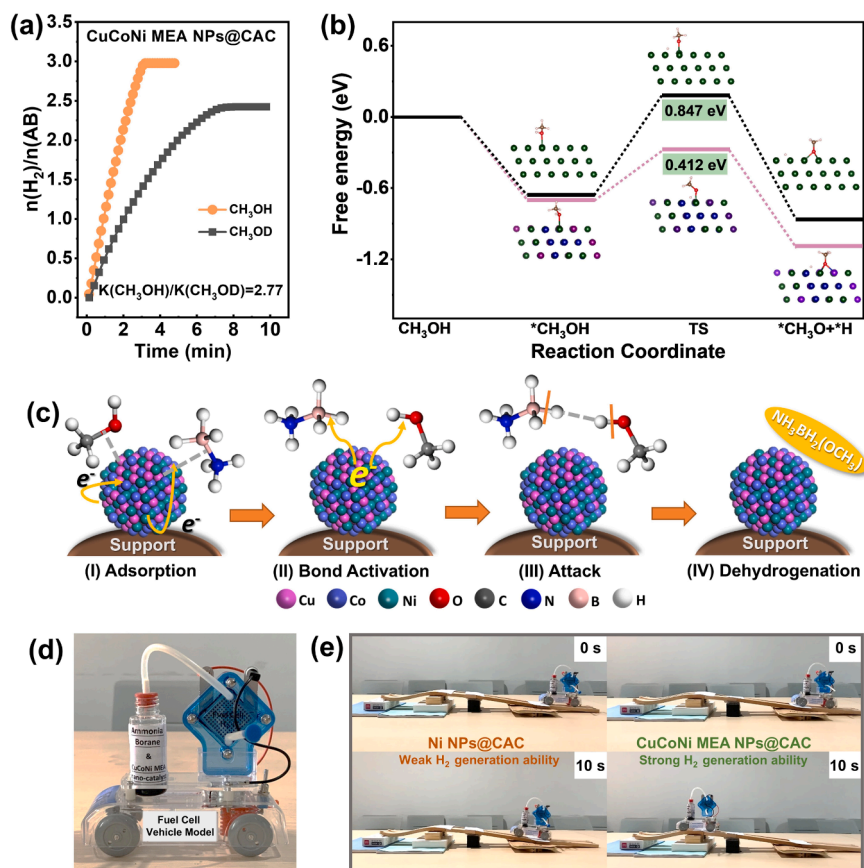 (a)
CuCoNi MEA NPs@CAC
3.0
2.5
2.0
1.5
1.0
0.5
0.0
n(H₂)/n(AB)
CH₃OH
CH₃OD
K(CH₃OH)/K(CH₃OD)=2.77
0 2 4 6 8 10
Time (min)
(b)
0.6
0.0
-0.6
-1.2
Free energy (eV)
0.847 eV
0.412 eV
CH₃OH *CH₃OH TS *CH₃O+*H
Reaction Coordinate
(c)
e⁻
e⁻
Support
(I) Adsorption
e⁻
Support
(II) Bond Activation
Support
(III) Attack
NH₃BH₂(OCH₃)
Support
(IV) Dehydrogenation
Cu Co Ni O C N B H
(d)
Ammonia
Borane
&
CuCoNi MEA
Fuel Cell
Fuel Cell
Vehicle Model
(e)
0 s
0 s
Ni NPs@CAC
Weak H₂ generation ability
CuCoNi MEA NPs@CAC
Strong H₂ generation ability
10 s
10 s